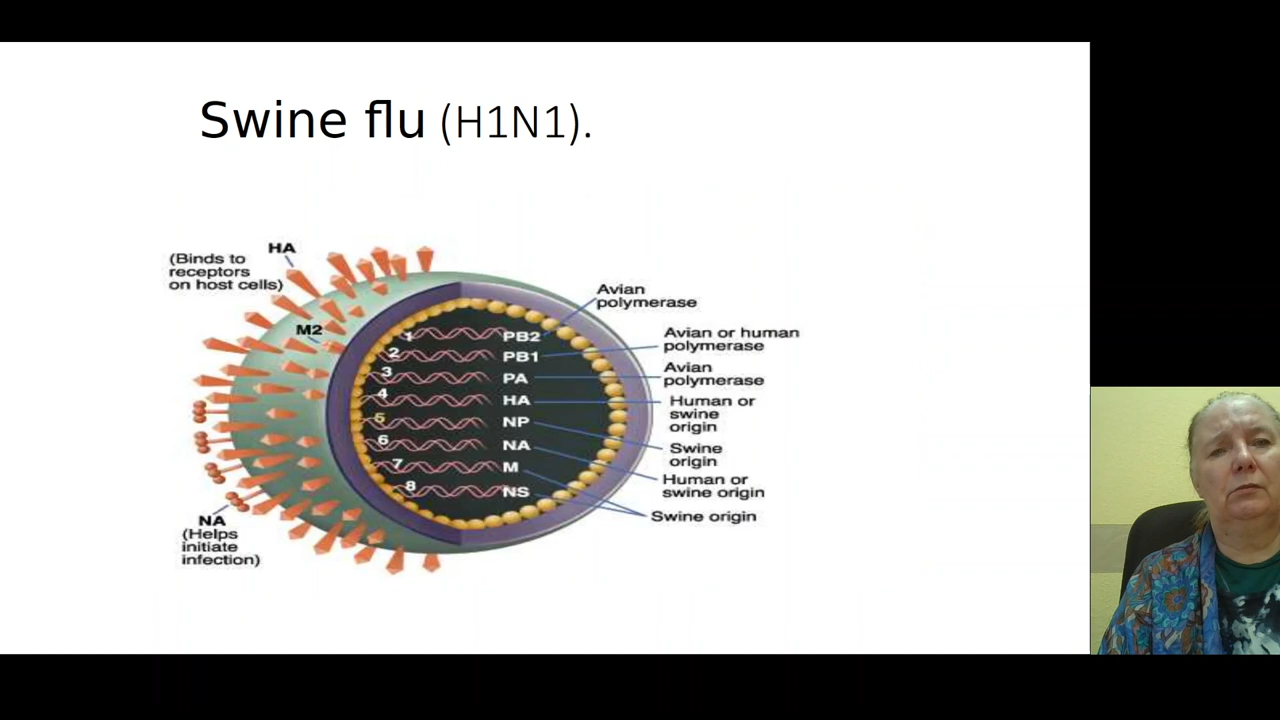 Swine flu (H1N1).
HA
(Binds to
receptors
on host cells)
M2
NA
(Helps
initiate
infection)
1
PB2
2
PB1
3
PA
4
HA
5
NP
6
NA
7
M
8
NS
Avian
polymerase
Avian or human
polymerase
Avian
polymerase
Human or
swine
origin
Swine
origin
Human or
swine origin
Swine origin